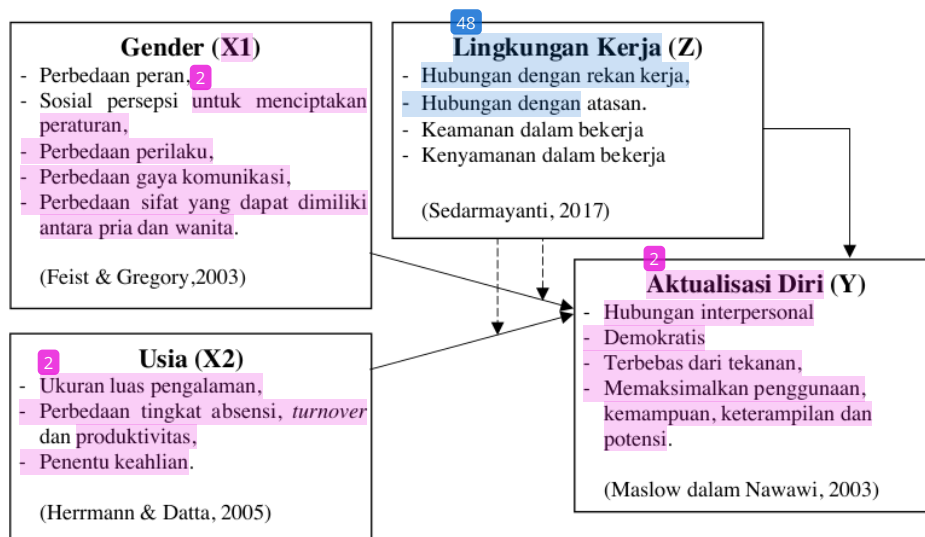 Gender (X1)
- Perbedaan peran,
2
- Sosial persepsi untuk menciptakan
peraturan,
- Perbedaan perilaku,
- Perbedaan gaya komunikasi,
- Perbedaan sifat yang dapat dimiliki
antara pria dan wanita.
(Feist & Gregory,2003)
48
Lingkungan Kerja (Z)
- Hubungan dengan rekan kerja,
- Hubungan dengan atasan.
- Keamanan dalam bekerja
- Kenyamanan dalam bekerja
(Sedarmayanti, 2017)
2
Usia (X2)
- Ukuran luas pengalaman,
- Perbedaan tingkat absensi, turnover
dan produktivitas,
- Penentu keahlian.
(Herrmann & Datta, 2005)
2
Aktualisasi Diri (Y)
- Hubungan interpersonal
- Demokratis
- Terbebas dari tekanan,
- Memaksimalkan penggunaan,
kemampuan, keterampilan dan
potensi.
(Maslow dalam Nawawi, 2003)